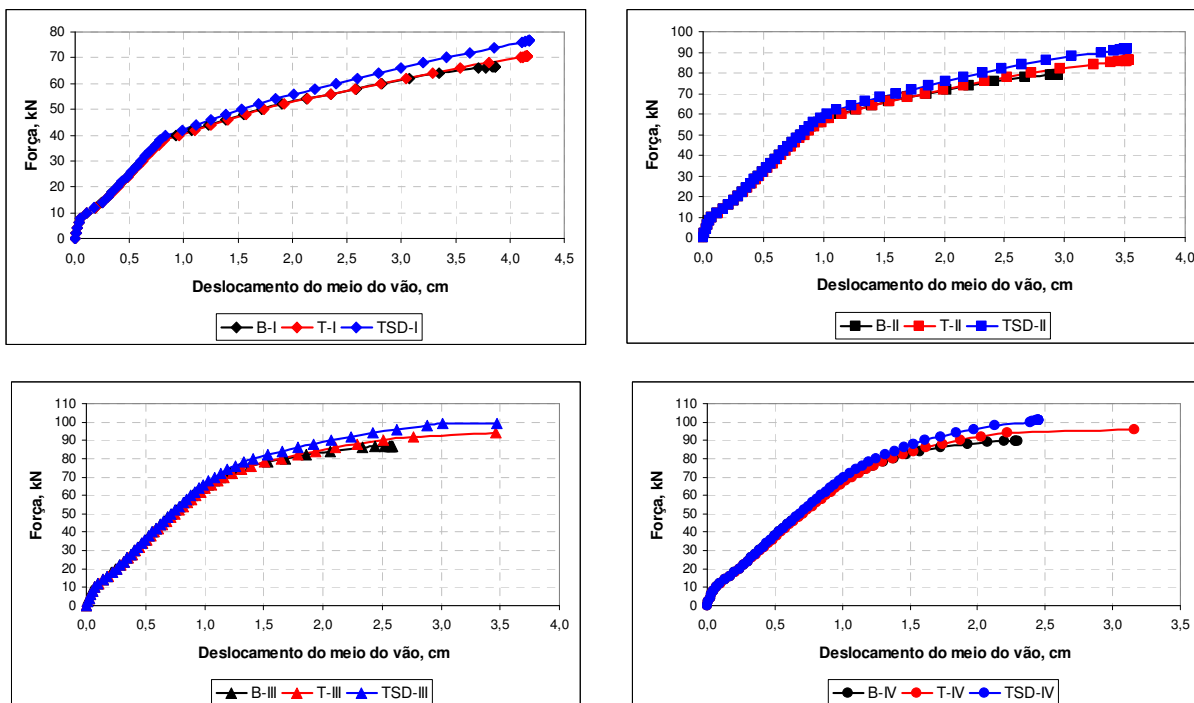 Força, kN
80
70
60
50
40
30
20
10
0
0,0 0,5 1,0 1,5 2,0 2,5 3,0 3,5 4,0 4,5
Deslocamento do meio do vão, cm
B-I T-I TSD-I
Força, kN
100
90
80
70
60
50
40
30
20
10
0
0,0 0,5 1,0 1,5 2,0 2,5 3,0 3,5 4,0
Deslocamento do meio do vão, cm
B-II T-II TSD-II
Força, kN
110
100
90
80
70
60
50
40
30
20
10
0
0,0 0,5 1,0 1,5 2,0 2,5 3,0 3,5 4,0
Deslocamento do meio do vão, cm
B-III T-III TSD-III
Força, kN
110
100
90
80
70
60
50
40
30
20
10
0
0,0 0,5 1,0 1,5 2,0 2,5 3,0 3,5
Deslocamento do meio do vão, cm
B-IV T-IV TSD-IV